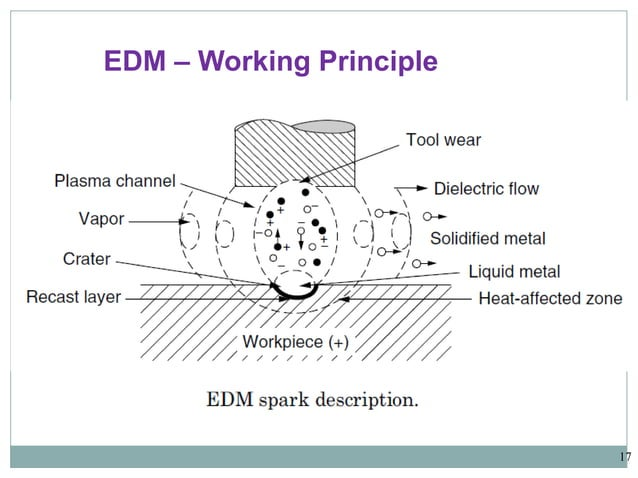 EDM – Working Principle
Tool wear
Plasma channel
Dielectric flow
Vapor
Solidified metal
Crater
Liquid metal
Recast layer
Heat-affected zone
Workpiece (+)
EDM spark description.
17